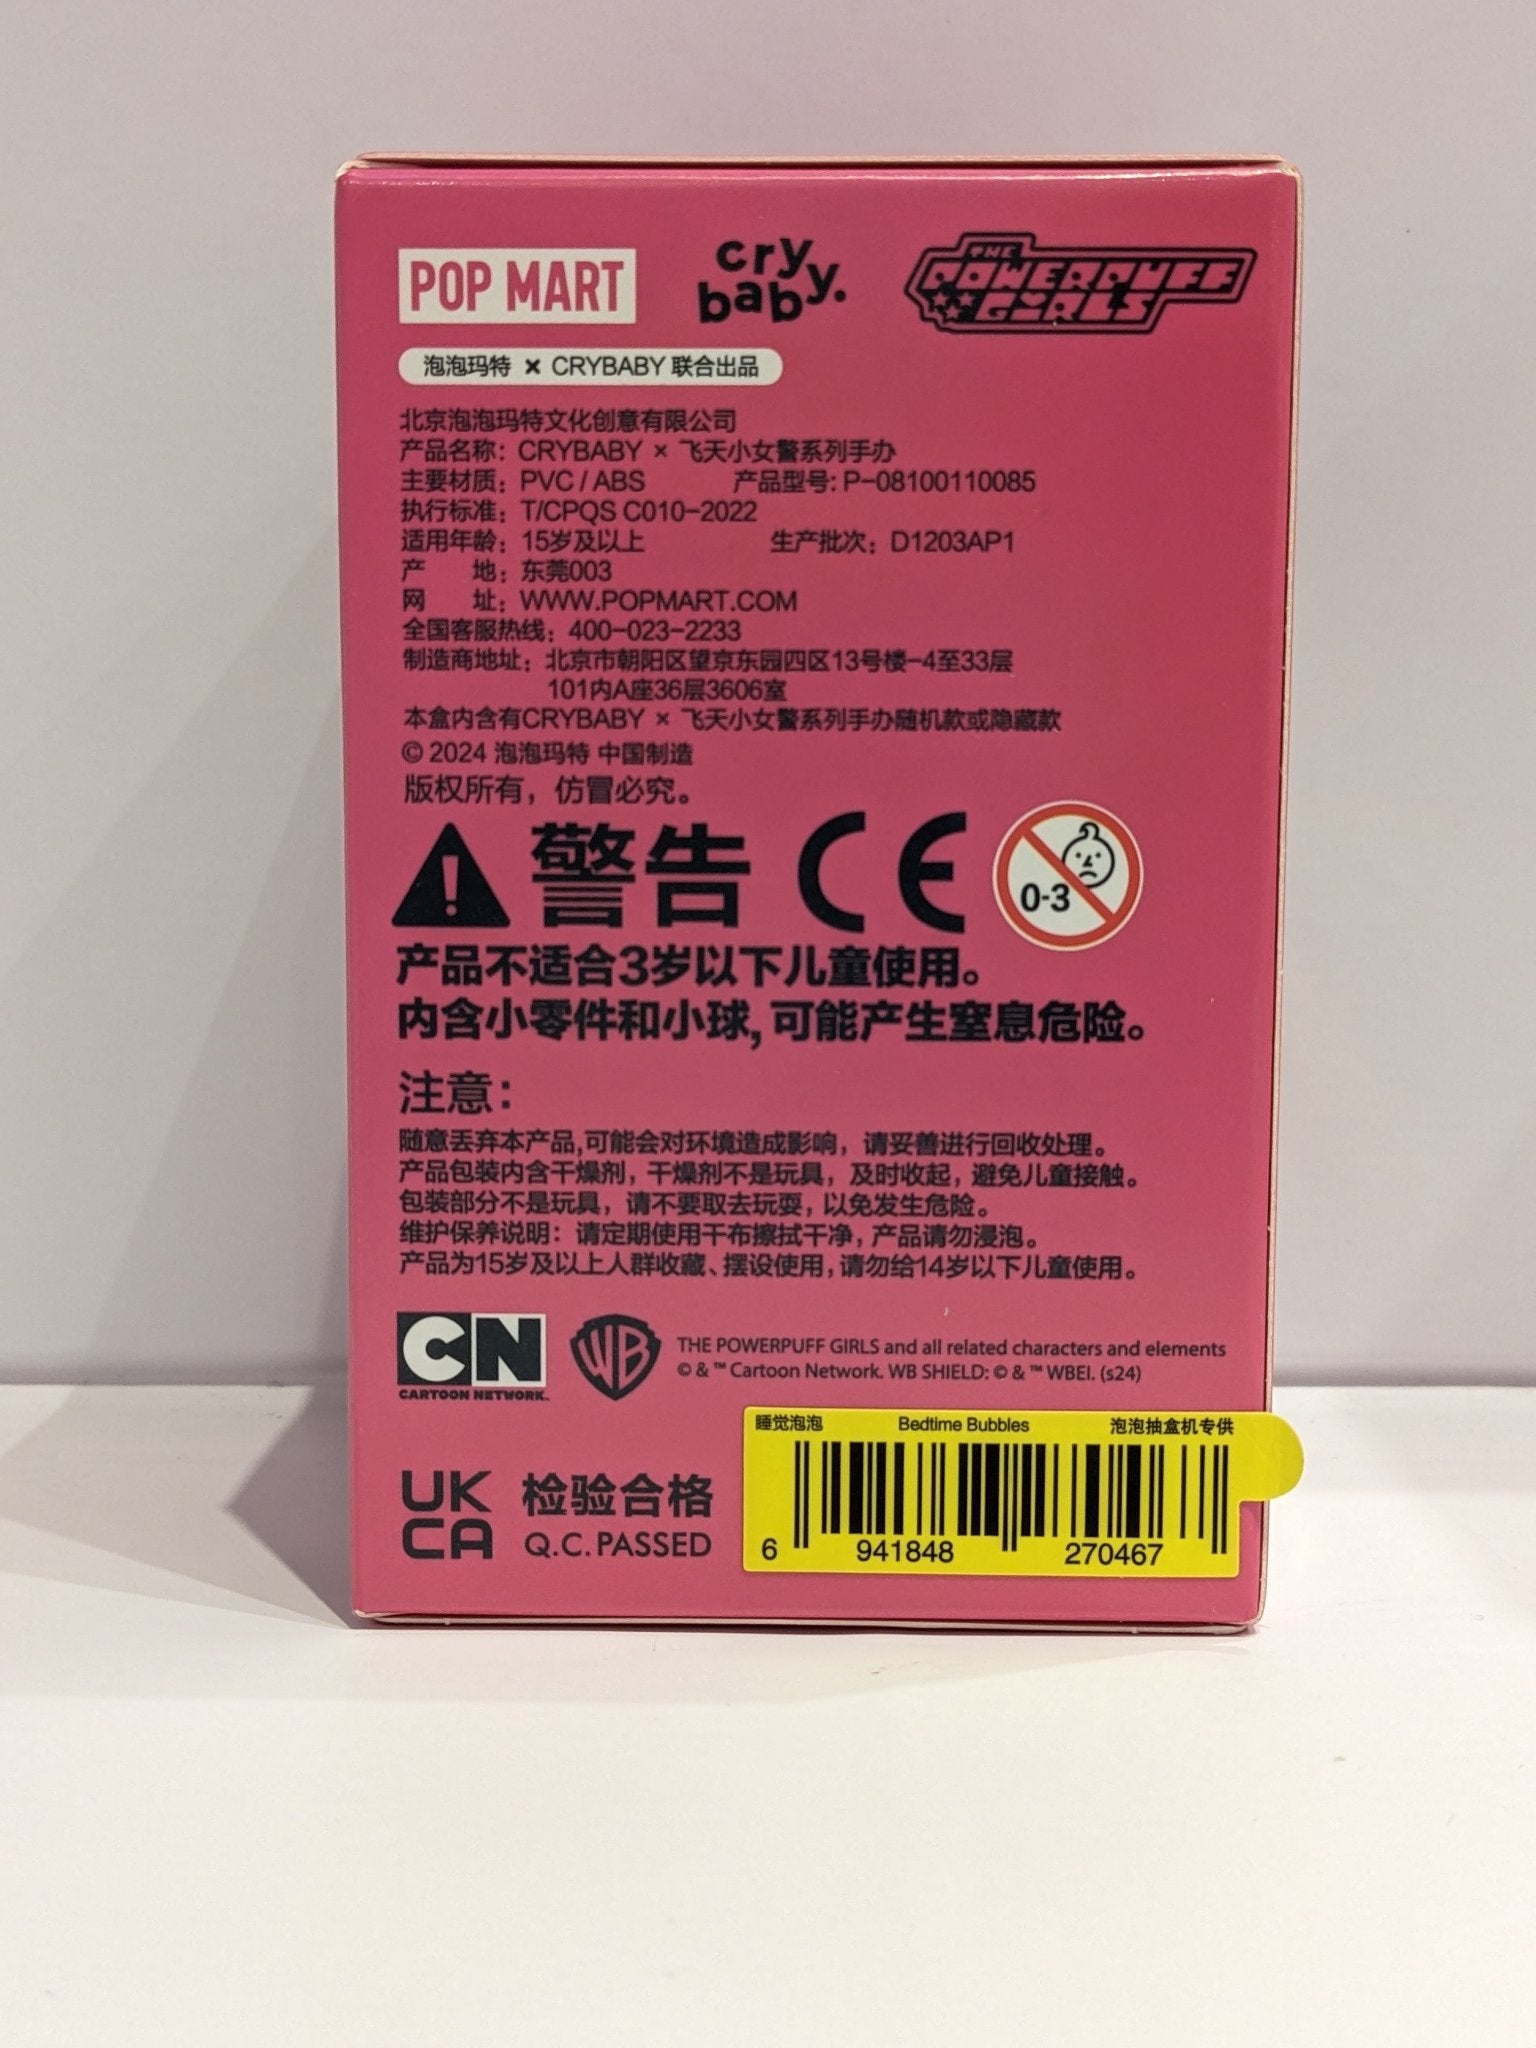 POP MART
cry
baby.
THE
POWERPUFF
GIRLS
泡泡玛特 × CRYBABY 联合出品
北京泡泡玛特文化创意有限公司
产品名称：CRYBABY × 飞天小女警系列手办
主要材质：PVC / ABS 产品型号: P-08100110085
执行标准：T/CPQS C010-2022
适用年龄：15岁及以上 生产批次：D1203AP1
产 地：东莞003
网 址：WWW.POPMART.COM
全国客服热线：400-023-2233
制造商地址：北京市朝阳区望京东园四区13号楼-4至33层
101内A座36层3606室
本盒内含有CRYBABY × 飞天小女警系列手办随机款或隐藏款
© 2024 泡泡玛特 中国制造
版权所有，仿冒必究。
警告 CE 0-3
产品不适合3岁以下儿童使用。
内含小零件和小球,可能产生窒息危险。
注意：
随意丢弃本产品,可能会对环境造成影响，请妥善进行回收处理。
产品包装内含干燥剂，干燥剂不是玩具，及时收起，避免儿童接触。
包装部分不是玩具，请不要取去玩耍，以免发生危险。
维护保养说明：请定期使用干布擦拭干净，产品请勿浸泡。
产品为15岁及以上人群收藏、摆设使用，请勿给14岁以下儿童使用。
CN
CARTOON NETWORK™
WB
THE POWERPUFF GIRLS and all related characters and elements
© & ™ Cartoon Network. WB SHIELD: © & ™ WBEI. (s24)
UK
CA
检验合格
Q.C. PASSED
睡觉泡泡 Bedtime Bubbles 泡泡抽盒机专供
6 941848 270467